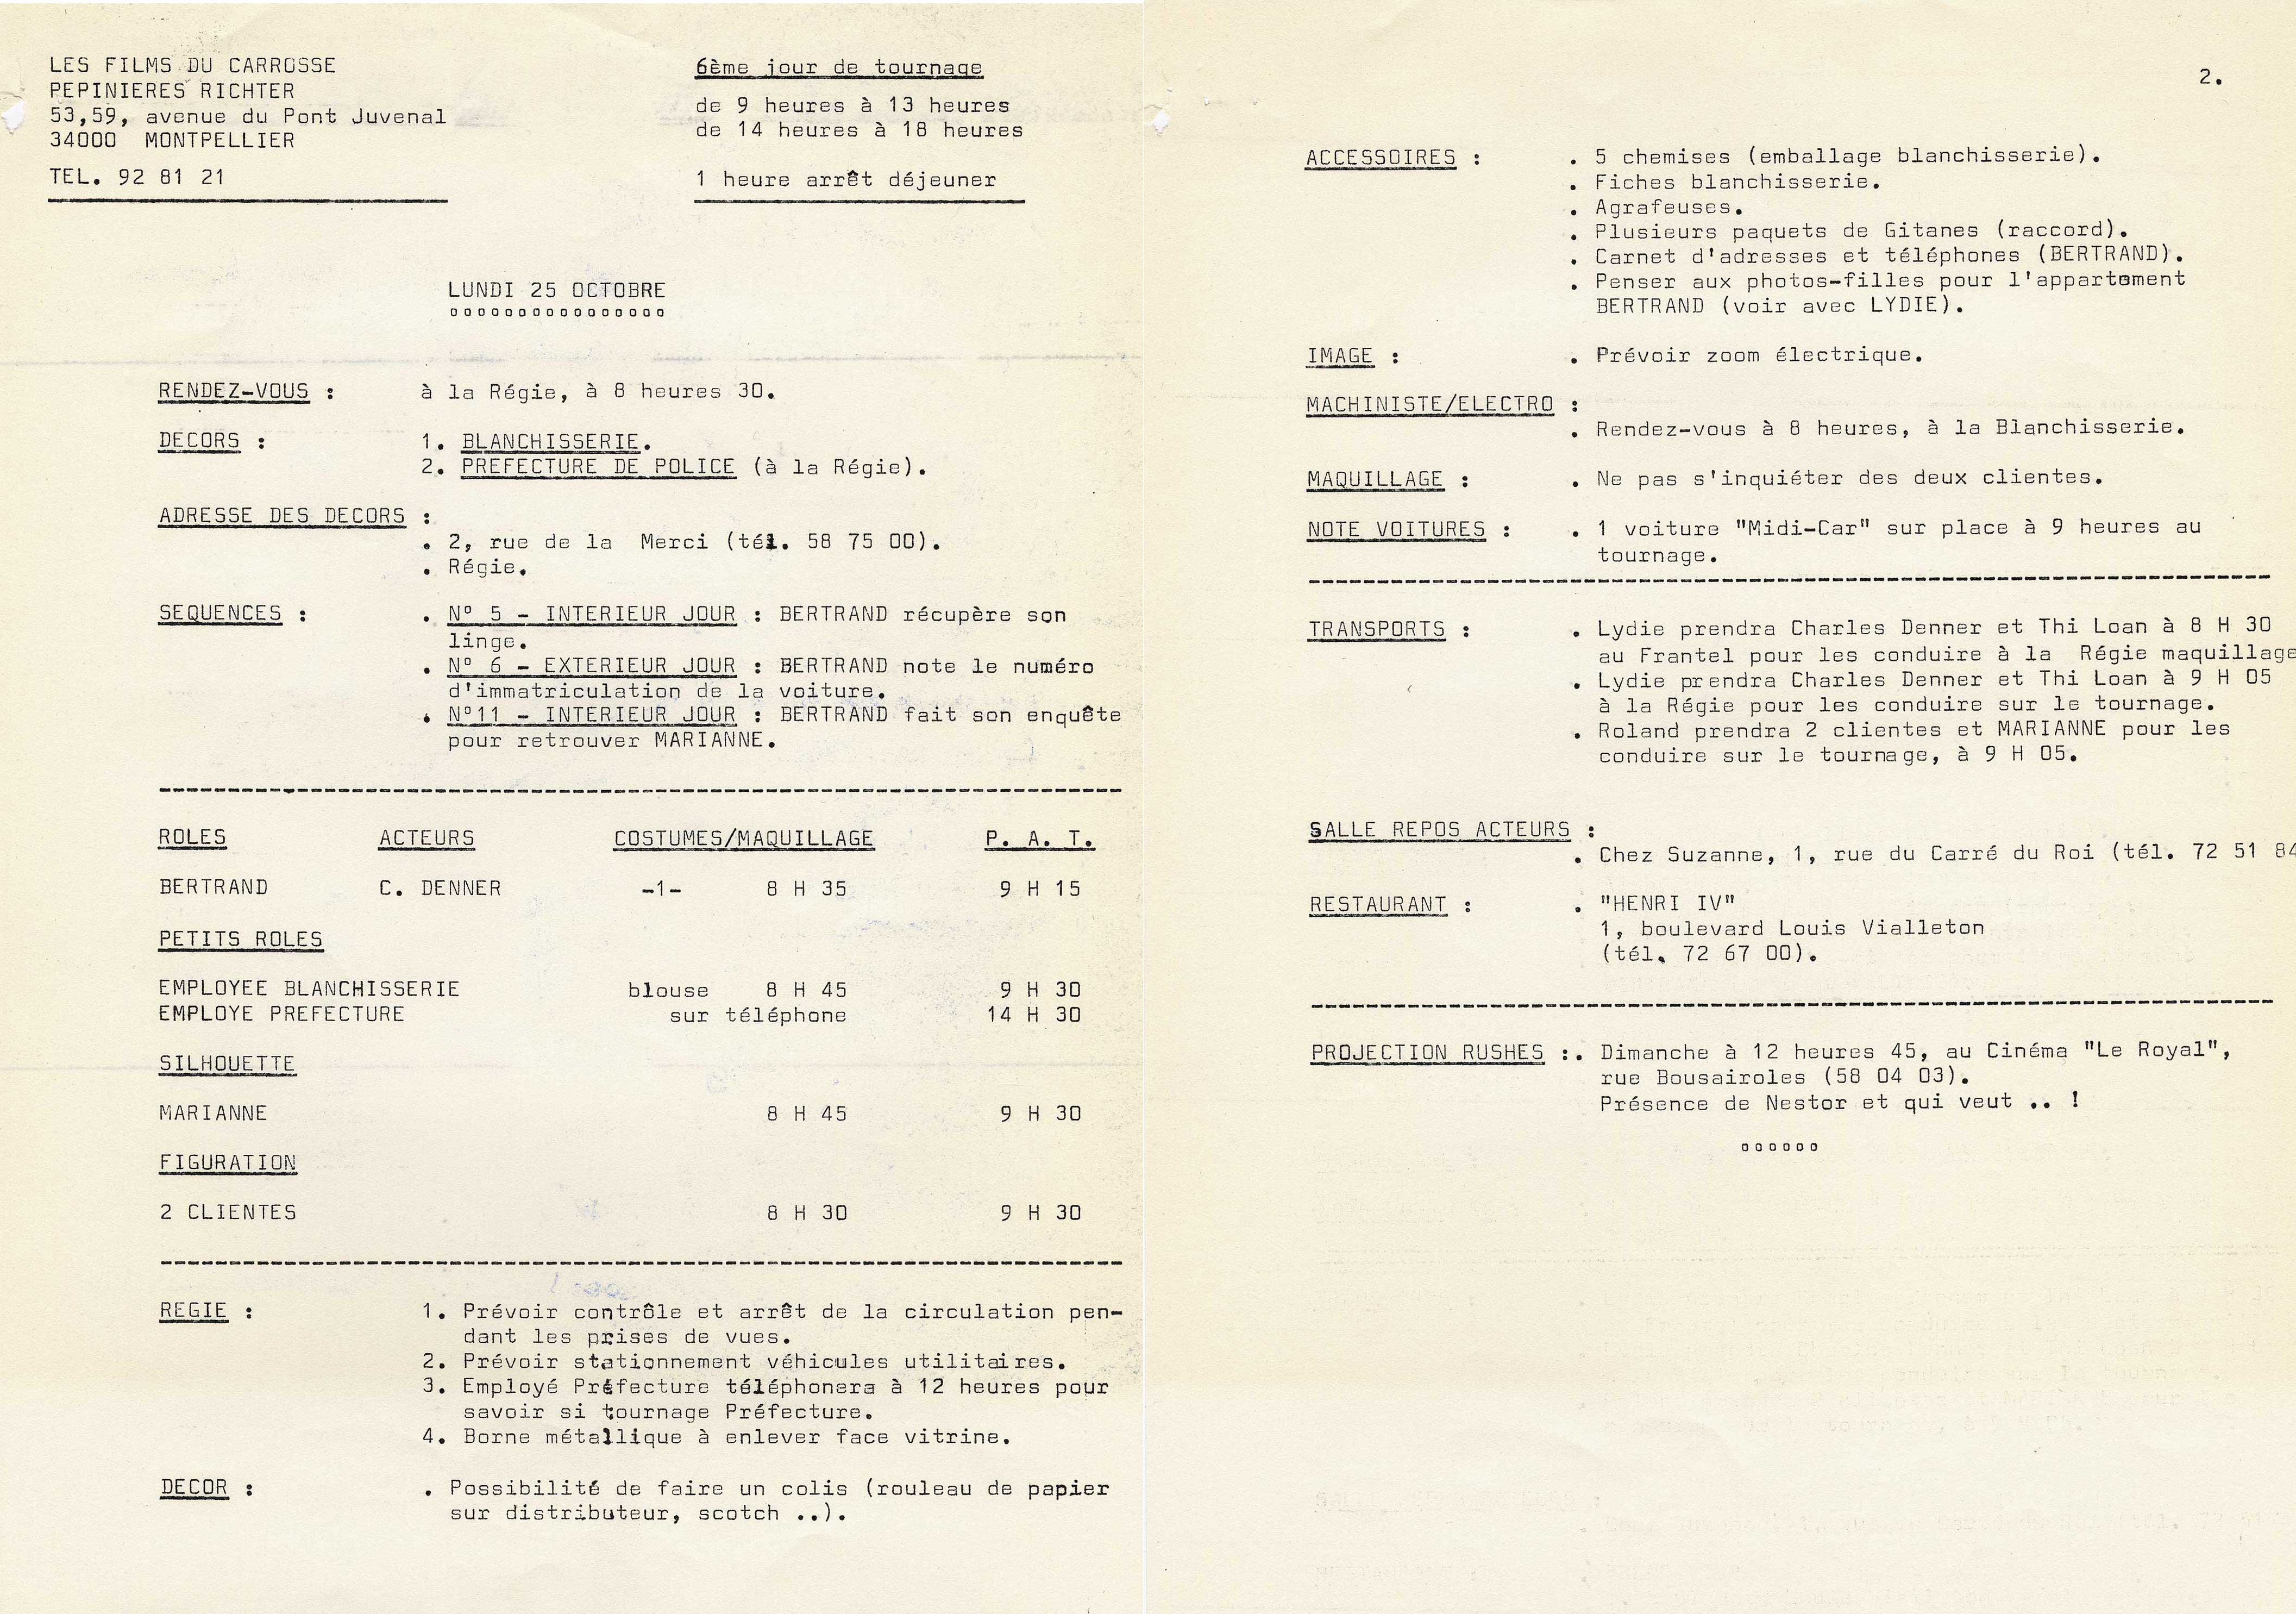 LES FILMS DU CARROSSE
PEPINIERES RICHTER
53,59, avenue du Pont Juvenal
34000 MONTPELLIER
TEL. 92 81 21
6ème jour de tournage
de 9 heures à 13 heures
de 14 heures à 18 heures
1 heure arrêt déjeuner
LUNDI 25 OCTOBRE
oooooooooooooooo
RENDEZ-VOUS : à la Régie, à 8 heures 30.
DECORS : 1. BLANCHISSERIE.
2. PREFECTURE DE POLICE (à la Régie).
ADRESSE DES DECORS :
. 2, rue de la Merci (tél. 58 75 00).
. Régie.
SEQUENCES : . Nº 5 - INTERIEUR JOUR : BERTRAND récupère son
linge.
. Nº 6 - EXTERIEUR JOUR : BERTRAND note le numéro
d'immatriculation de la voiture.
. Nº11 - INTERIEUR JOUR : BERTRAND fait son enquête
pour retrouver MARIANNE.
ROLES ACTEURS COSTUMES/MAQUILLAGE P. A. T.
BERTRAND C. DENNER -1- 8 H 35 9 H 15
PETITS ROLES
EMPLOYEE BLANCHISSERIE blouse 8 H 45 9 H 30
EMPLOYE PREFECTURE sur téléphone 14 H 30
SILHOUETTE
MARIANNE 8 H 45 9 H 30
FIGURATION
2 CLIENTES 8 H 30 9 H 30
REGIE : 1. Prévoir contrôle et arrêt de la circulation pen-
dant les prises de vues.
2. Prévoir stationnement véhicules utilitaires.
3. Employé Préfecture téléphonera à 12 heures pour
savoir si tournage Préfecture.
4. Borne métallique à enlever face vitrine.
DECOR : . Possibilité de faire un colis (rouleau de papier
sur distributeur, scotch ..).
2.
ACCESSOIRES : . 5 chemises (emballage blanchisserie).
. Fiches blanchisserie.
. Agrafeuses.
. Plusieurs paquets de Gitanes (raccord).
. Carnet d'adresses et téléphones (BERTRAND).
. Penser aux photos-filles pour l'appartement
BERTRAND (voir avec LYDIE).
IMAGE : . Prévoir zoom électrique.
MACHINISTE/ELECTRO :
. Rendez-vous à 8 heures, à la Blanchisserie.
MAQUILLAGE : . Ne pas s'inquiéter des deux clientes.
NOTE VOITURES : . 1 voiture "Midi-Car" sur place à 9 heures au
tournage.
TRANSPORTS : . Lydie prendra Charles Denner et Thi Loan à 8 H 30
au Frantel pour les conduire à la Régie maquillage
. Lydie prendra Charles Denner et Thi Loan à 9 H 05
à la Régie pour les conduire sur le tournage.
. Roland prendra 2 clientes et MARIANNE pour les
conduire sur le tournage, à 9 H 05.
SALLE REPOS ACTEURS :
. Chez Suzanne, 1, rue du Carré du Roi (tél. 72 51 84
RESTAURANT : . "HENRI IV"
1, boulevard Louis Vialleton
(tél. 72 67 00).
PROJECTION RUSHES :. Dimanche à 12 heures 45, au Cinéma "Le Royal",
rue Bousairoles (58 04 03).
Présence de Nestor et qui veut .. !
oooooo